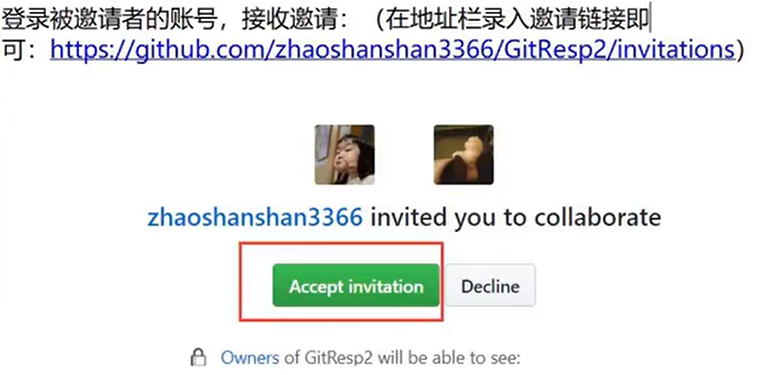 登录被邀请者的账号，接收邀请：（在地址栏录入邀请链接即
可：https://github.com/zhaoshanshan3366/GitResp2/invitations）
zhaoshanshan3366 invited you to collaborate
Accept invitation Decline
Owners of GitResp2 will be able to see: